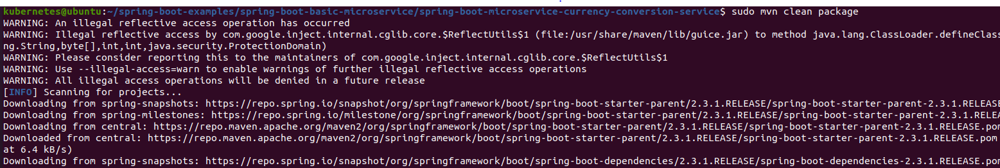 kubernetes@ubuntu:~/spring-boot-examples/spring-boot-basic-microservice/spring-boot-microservice-currency-conversion-service$ sudo mvn clean package
WARNING: An illegal reflective access operation has occurred
WARNING: Illegal reflective access by com.google.inject.internal.cglib.core.$ReflectUtils$1 (file:/usr/share/maven/lib/guice.jar) to method java.lang.ClassLoader.defineClas
ng.String,byte[],int,int,java.security.ProtectionDomain)
WARNING: Please consider reporting this to the maintainers of com.google.inject.internal.cglib.core.$ReflectUtils$1
WARNING: Use --illegal-access=warn to enable warnings of further illegal reflective access operations
WARNING: All illegal access operations will be denied in a future release
[INFO] Scanning for projects...
Downloading from spring-snapshots: https://repo.spring.io/snapshot/org/springframework/boot/spring-boot-starter-parent/2.3.1.RELEASE/spring-boot-starter-parent-2.3.1.RELEASE
Downloading from spring-milestones: https://repo.spring.io/milestone/org/springframework/boot/spring-boot-starter-parent/2.3.1.RELEASE/spring-boot-starter-parent-2.3.1.RELEA
Downloading from central: https://repo.maven.apache.org/maven2/org/springframework/boot/spring-boot-starter-parent/2.3.1.RELEASE/spring-boot-starter-parent-2.3.1.RELEASE.pom
Downloaded from central: https://repo.maven.apache.org/maven2/org/springframework/boot/spring-boot-starter-parent/2.3.1.RELEASE/spring-boot-starter-parent-2.3.1.RELEASE.pom
at 6.4 kB/s)
Downloading from spring-snapshots: https://repo.spring.io/snapshot/org/springframework/boot/spring-boot-dependencies/2.3.1.RELEASE/spring-boot-dependencies-2.3.1.RELEASE.pom